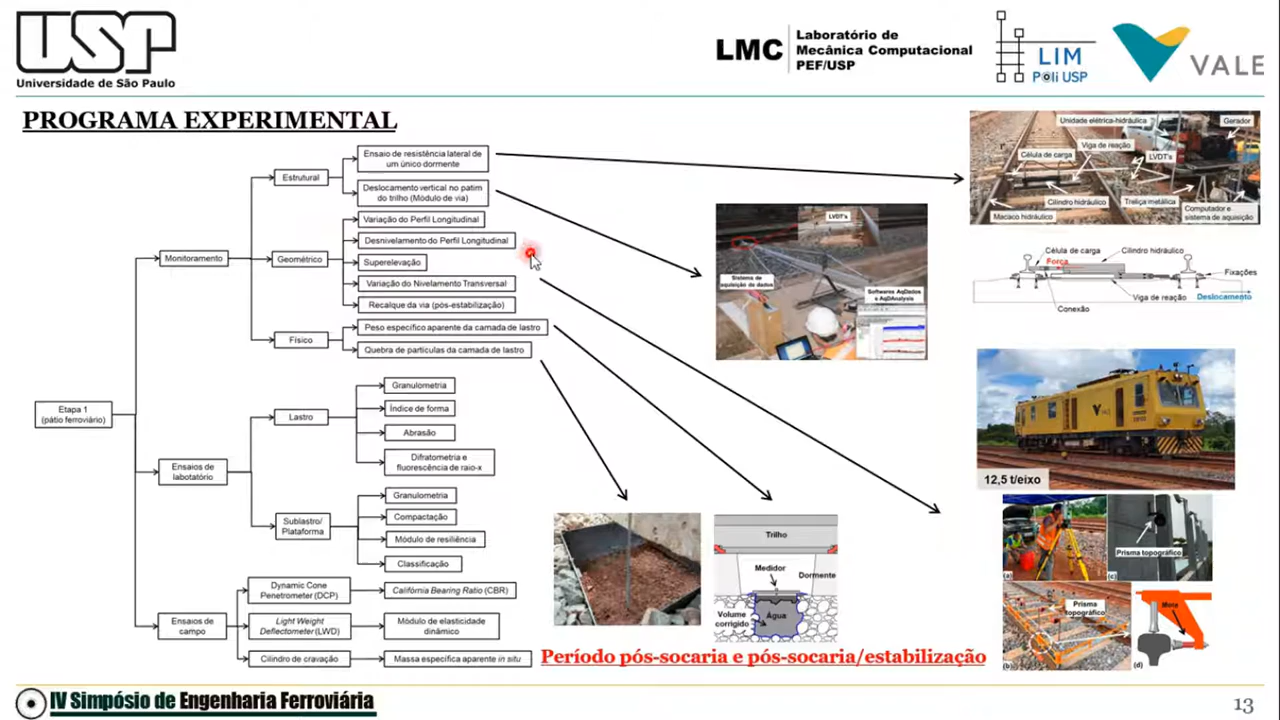 USP
Universidade de São Paulo
LMC
Laboratório de
Mecânica Computacional
PEF/USP
LIM
Poli USP
VALE
PROGRAMA EXPERIMENTAL
Etapa 1
(pátio ferroviário)
Monitoramento
Estrutural
Ensaio de resistência lateral de
um único dormente
Deslocamento vertical no patim
do trilho (Módulo de via)
Geométrico
Variação do Perfil Longitudinal
Desnivelamento do Perfil Longitudinal
Superelevação
Variação do Nivelamento Transversal
Recalque da via (pós-estabilização)
Físico
Peso específico aparente da camada de lastro
Quebra de partículas da camada de lastro
Ensaios de
labotatório
Lastro
Granulometria
Índice de forma
Abrasão
Difratometria e
fluorescência de raio-x
Sublastro/
Plataforma
Granulometria
Compactação
Módulo de resiliência
Classificação
Ensaios de
campo
Dynamic Cone
Penetrometer (DCP)
Califórnia Bearing Ratio (CBR)
Light Weight
Deflectometer (LWD)
Módulo de elasticidade
dinâmico
Cilindro de cravação
Massa específica aparente in situ
Unidade elétrica-hidráulica
Gerador
Viga de reação
Célula de carga
LVDT's
Cilindro hidráulico
Treliça metálica
Computador e
sistema de aquisição
Macaco hidráulico
LVDT's
Sistema de
aquisição de dados
Softwares AqDados
e AqDAnalysis
Célula de carga
Cilindro hidráulico
Força
Fixações
Viga de reação
Deslocamento
Conexão
12,5 t/eixo
Prisma topográfico
(a)
(c)
Prisma
topográfico
Mola
(b)
(d)
Trilho
Medidor
Dormente
Água
Volume
corrigido
Período pós-socaria e pós-socaria/estabilização
IV Simpósio de Engenharia Ferroviária
13